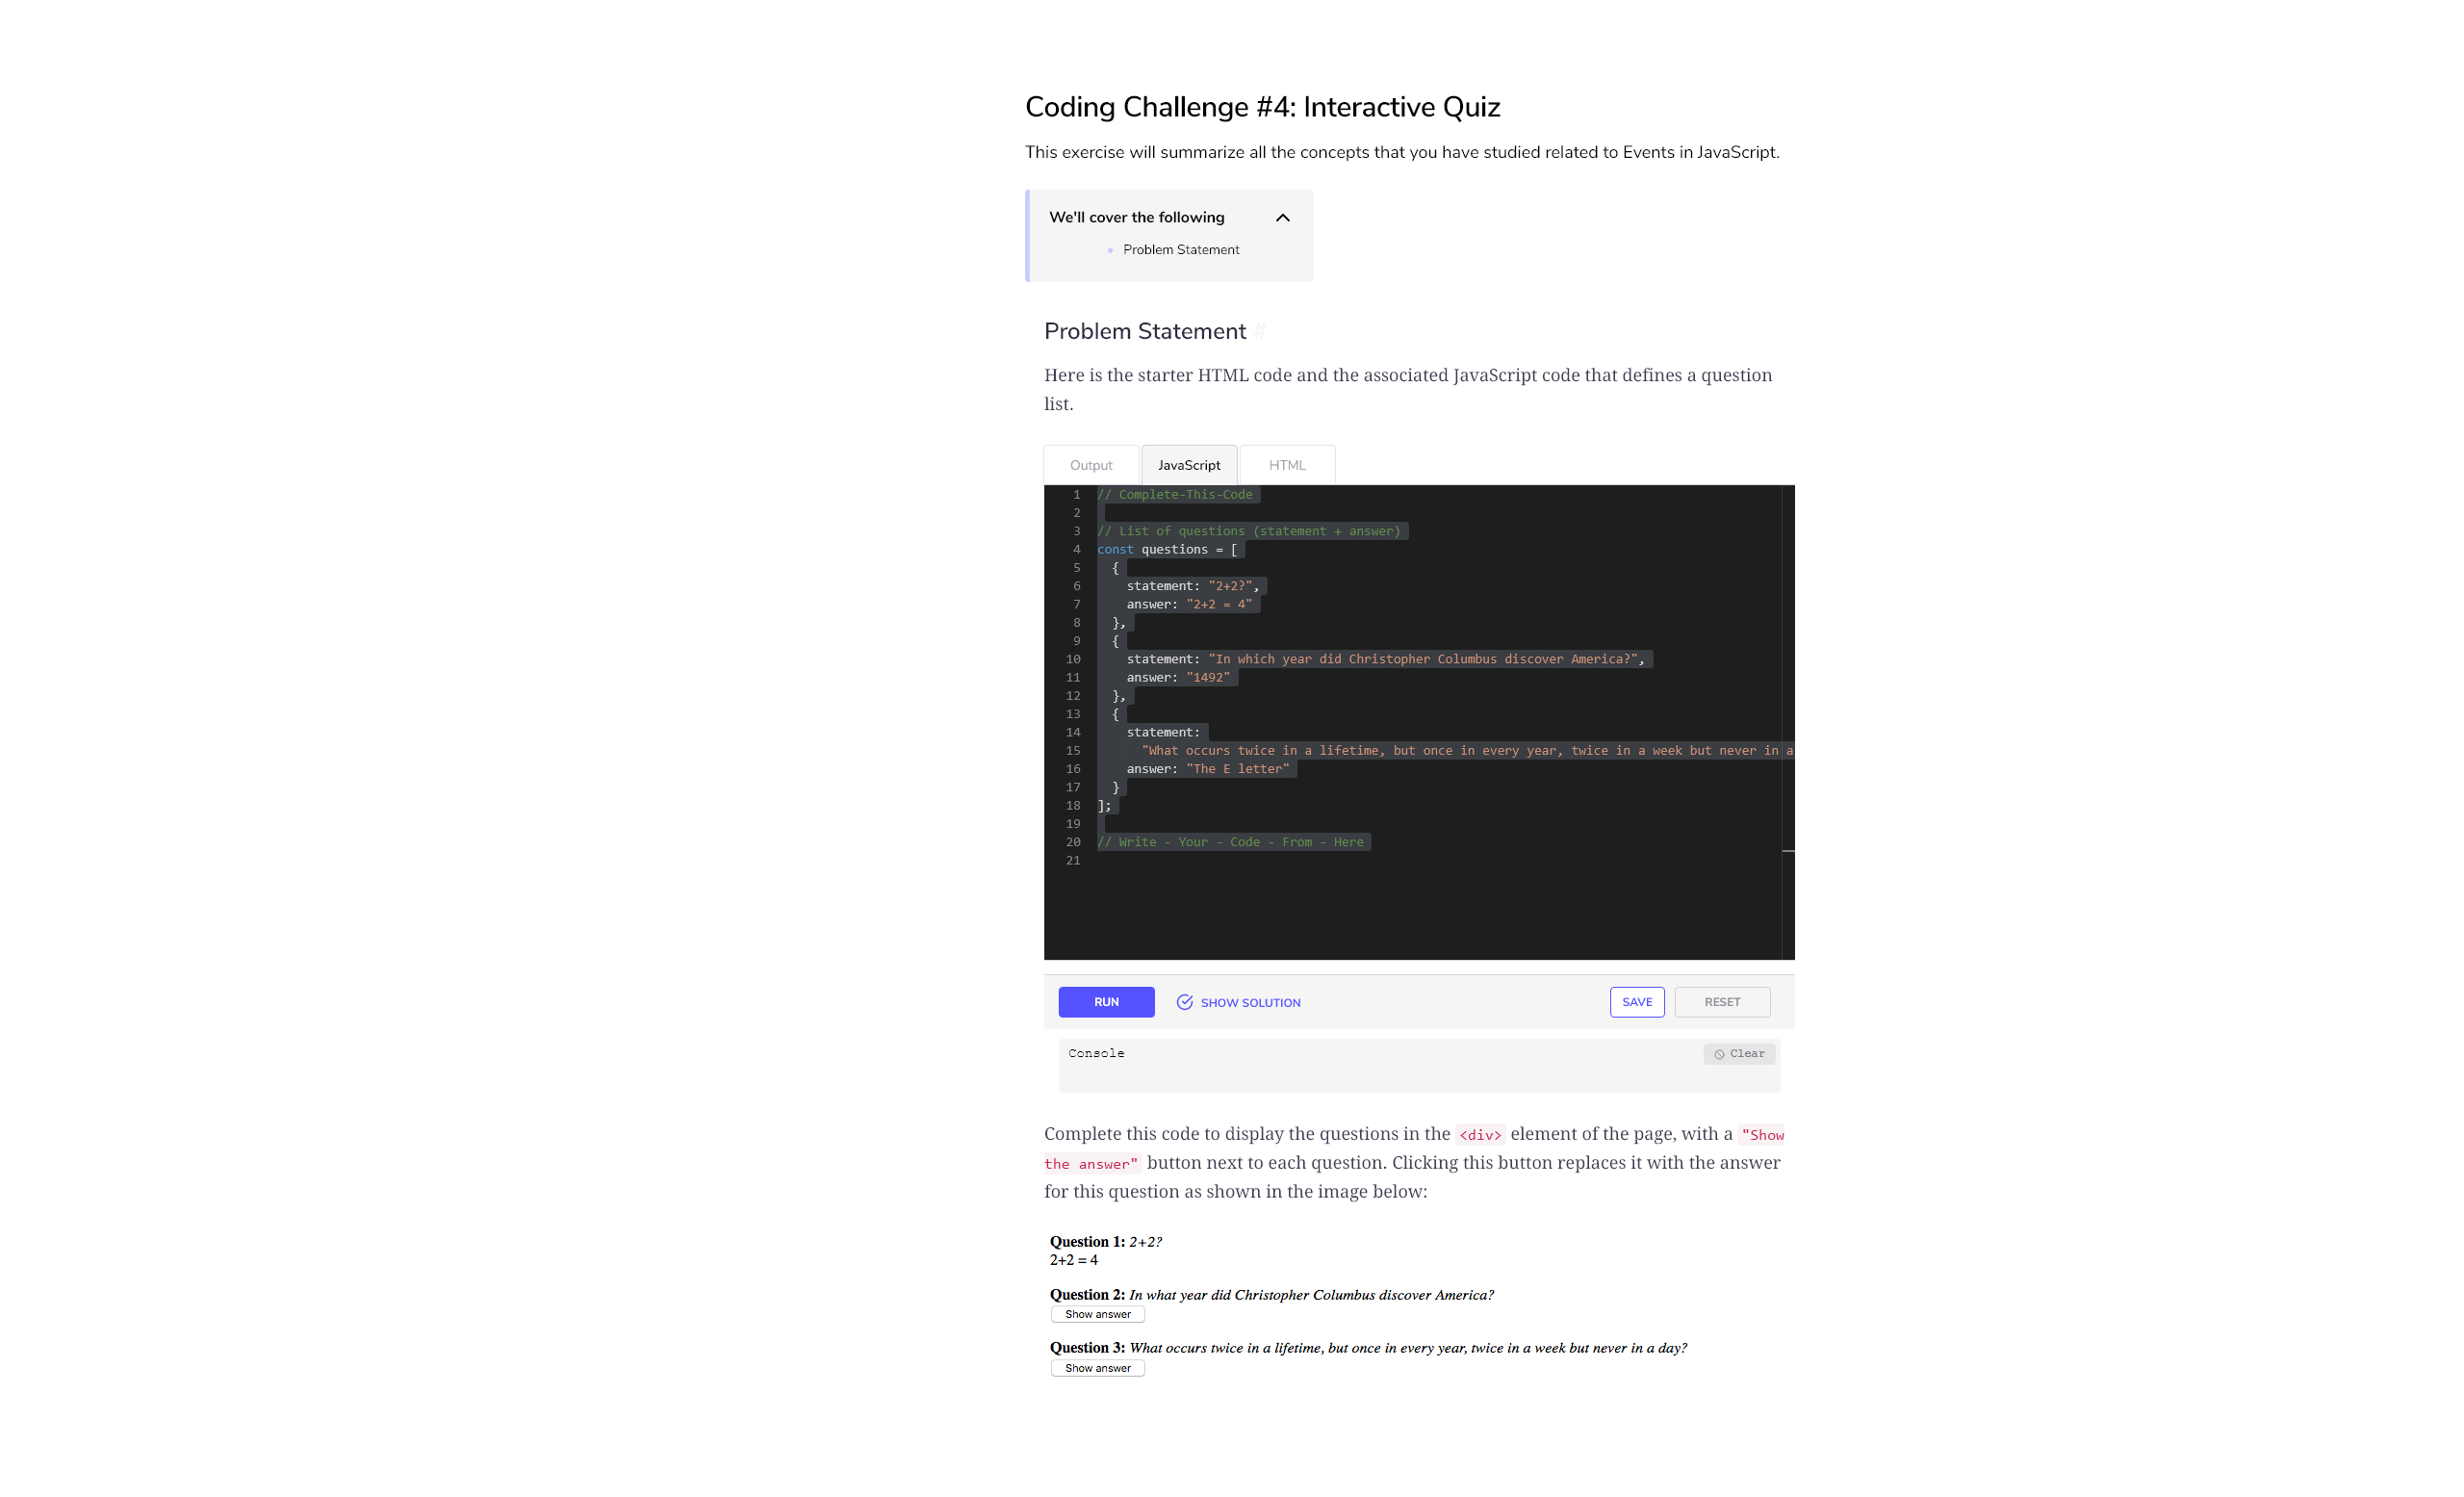 Coding Challenge #4: Interactive Quiz
This exercise will summarize all the concepts that you have studied related to Events in JavaScript.
We'll cover the following
Problem Statement
Problem Statement #
Here is the starter HTML code and the associated JavaScript code that defines a question
list.
Output JavaScript HTML
1 // Complete-This-Code
2
3 // List of questions (statement + answer)
4 const questions = [
5 {
6 statement: "2+2?",
7 answer: "2+2 = 4"
8 },
9 {
10 statement: "In which year did Christopher Columbus discover America?",
11 answer: "1492"
12 },
13 {
14 statement:
15 "What occurs twice in a lifetime, but once in every year, twice in a week but never in a
16 answer: "The E letter"
17 }
18 ];
19
20 // Write - Your - Code - From - Here
21
RUN SHOW SOLUTION SAVE RESET
Console Clear
Complete this code to display the questions in the <div> element of the page, with a "Show
the answer" button next to each question. Clicking this button replaces it with the answer
for this question as shown in the image below:
Question 1: 2+2?
2+2 = 4
Question 2: In what year did Christopher Columbus discover America?
Show answer
Question 3: What occurs twice in a lifetime, but once in every year, twice in a week but never in a day?
Show answer